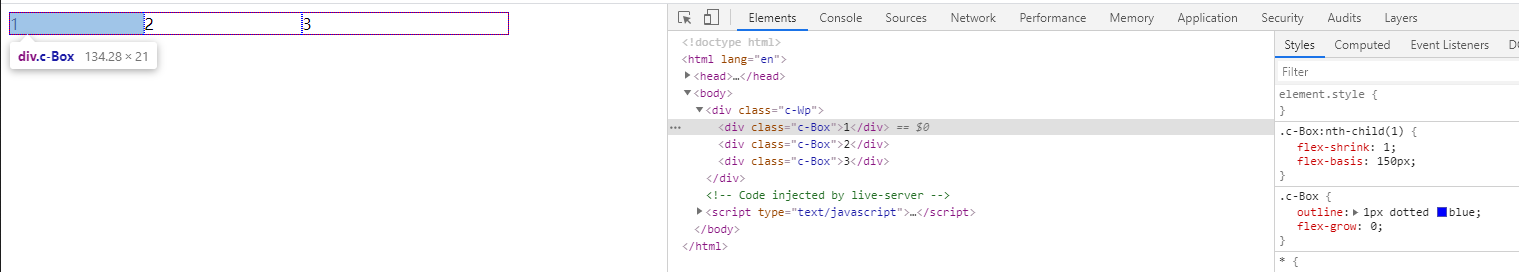 1 2 3
div.c-Box 134.28 × 21
Elements Console Sources Network Performance Memory Application Security Audits Layers
<!doctype html>
<html lang="en">
<head>…</head>
<body>
<div class="c-Wp">
… <div class="c-Box">1</div> == $0
<div class="c-Box">2</div>
<div class="c-Box">3</div>
</div>
<!-- Code injected by live-server -->
<script type="text/javascript">…</script>
</body>
</html>
Styles Computed Event Listeners DO
Filter
element.style {
}
.c-Box:nth-child(1) {
flex-shrink: 1;
flex-basis: 150px;
}
.c-Box {
outline: 1px dotted blue;
flex-grow: 0;
}
* {